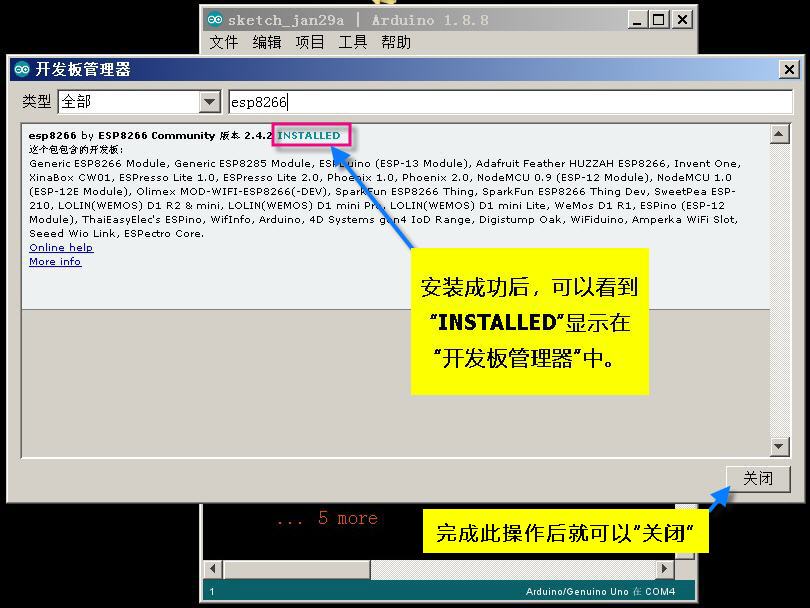 sketch_jan29a | Arduino 1.8.8
文件 编辑 项目 工具 帮助
开发板管理器
类型 全部 esp8266
esp8266 by ESP8266 Community 版本 2.4.2 INSTALLED
这个包包含的开发板:
Generic ESP8266 Module, Generic ESP8285 Module, ESPDuino (ESP-13 Module), Adafruit Feather HUZZAH ESP8266, Invent One,
XinaBox CW01, ESPresso Lite 1.0, ESPresso Lite 2.0, Phoenix 1.0, Phoenix 2.0, NodeMCU 0.9 (ESP-12 Module), NodeMCU 1.0
(ESP-12E Module), Olimex MOD-WIFI-ESP8266(-DEV), SparkFun ESP8266 Thing, SparkFun ESP8266 Thing Dev, SweetPea ESP-
210, LOLIN(WEMOS) D1 R2 & mini, LOLIN(WEMOS) D1 mini Pro, LOLIN(WEMOS) D1 mini Lite, WeMos D1 R1, ESPino (ESP-12
Module), ThaiEasyElec's ESPino, WifInfo, Arduino, 4D Systems gen4 IoD Range, Digistump Oak, WiFiduino, Amperka WiFi Slot,
Seeed Wio Link, ESPectro Core.
Online help
More info
安装成功后，可以看到
"INSTALLED"显示在
"开发板管理器"中。
关闭
... 5 more
完成此操作后就可以"关闭"
1 Arduino/Genuino Uno 在 COM4